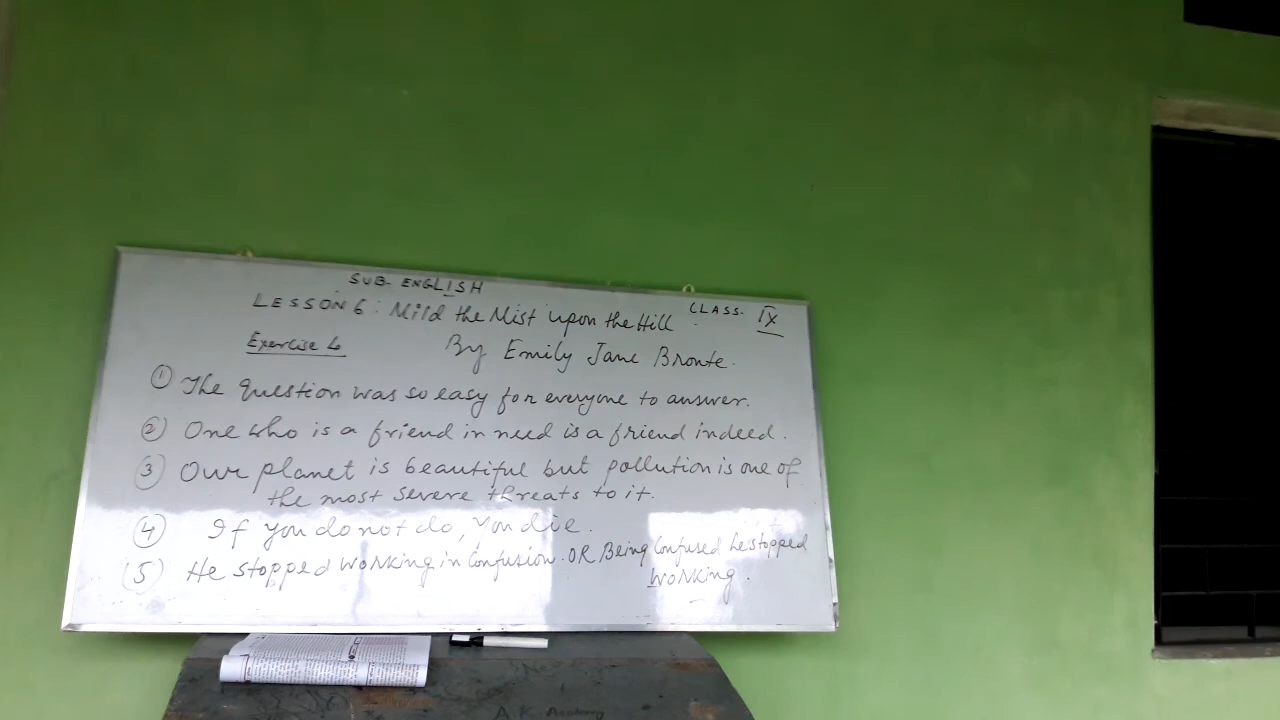 SUB- ENGLISH
LESSON 6 : Mild the Mist upon the Hill
CLASS- IX
Exercise 6
By Emily Jane Bronte.
① The Question was so easy for everyone to answer.
② One who is a friend in need is a friend indeed.
③ Our planet is beautiful but pollution is one of
the most severe threats to it.
④ If you do not do, you die.
⑤ He stopped working in Confusion. OR Being Confused he stopped
working.
A K Academy